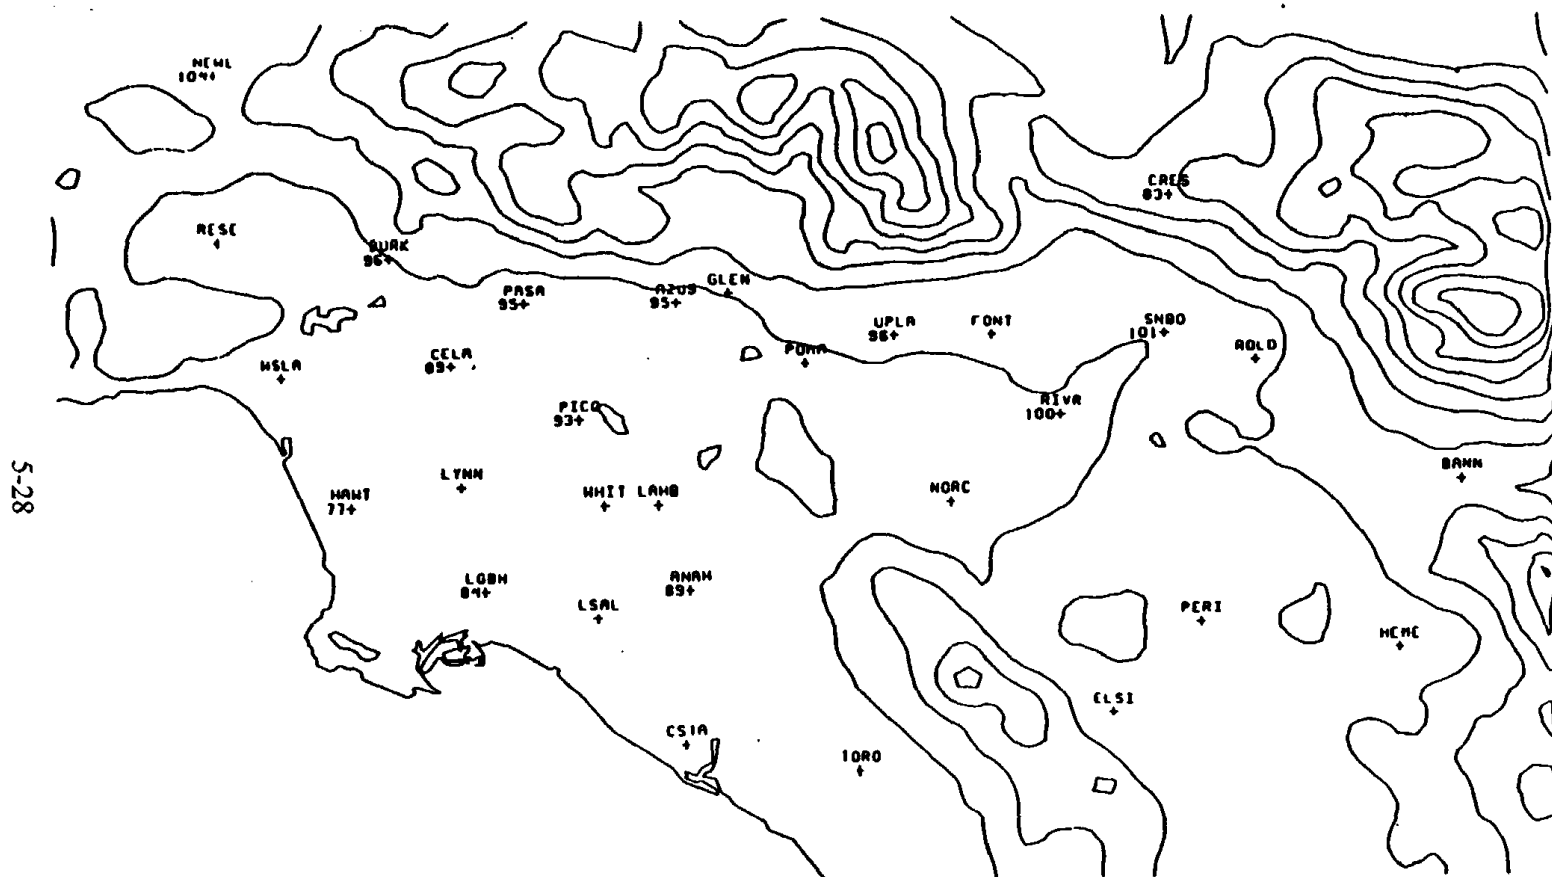 NEWL
104+
CRES
83+
RESE
BURK
96+
GLEN
PASA
95+
AZUS
95+
UPLA
96+
FONT
SNBO
101+
RDLD
POMA
CELA
89+
WSLA
PICO
93+
RIVR
100+
BANN
LYNN
HAWT
77+
WHIT LAHB
NORC
5-28
LGBH
84+
ANAH
89+
LSAL
PERI
HEME
ELSI
CSTA
TORO